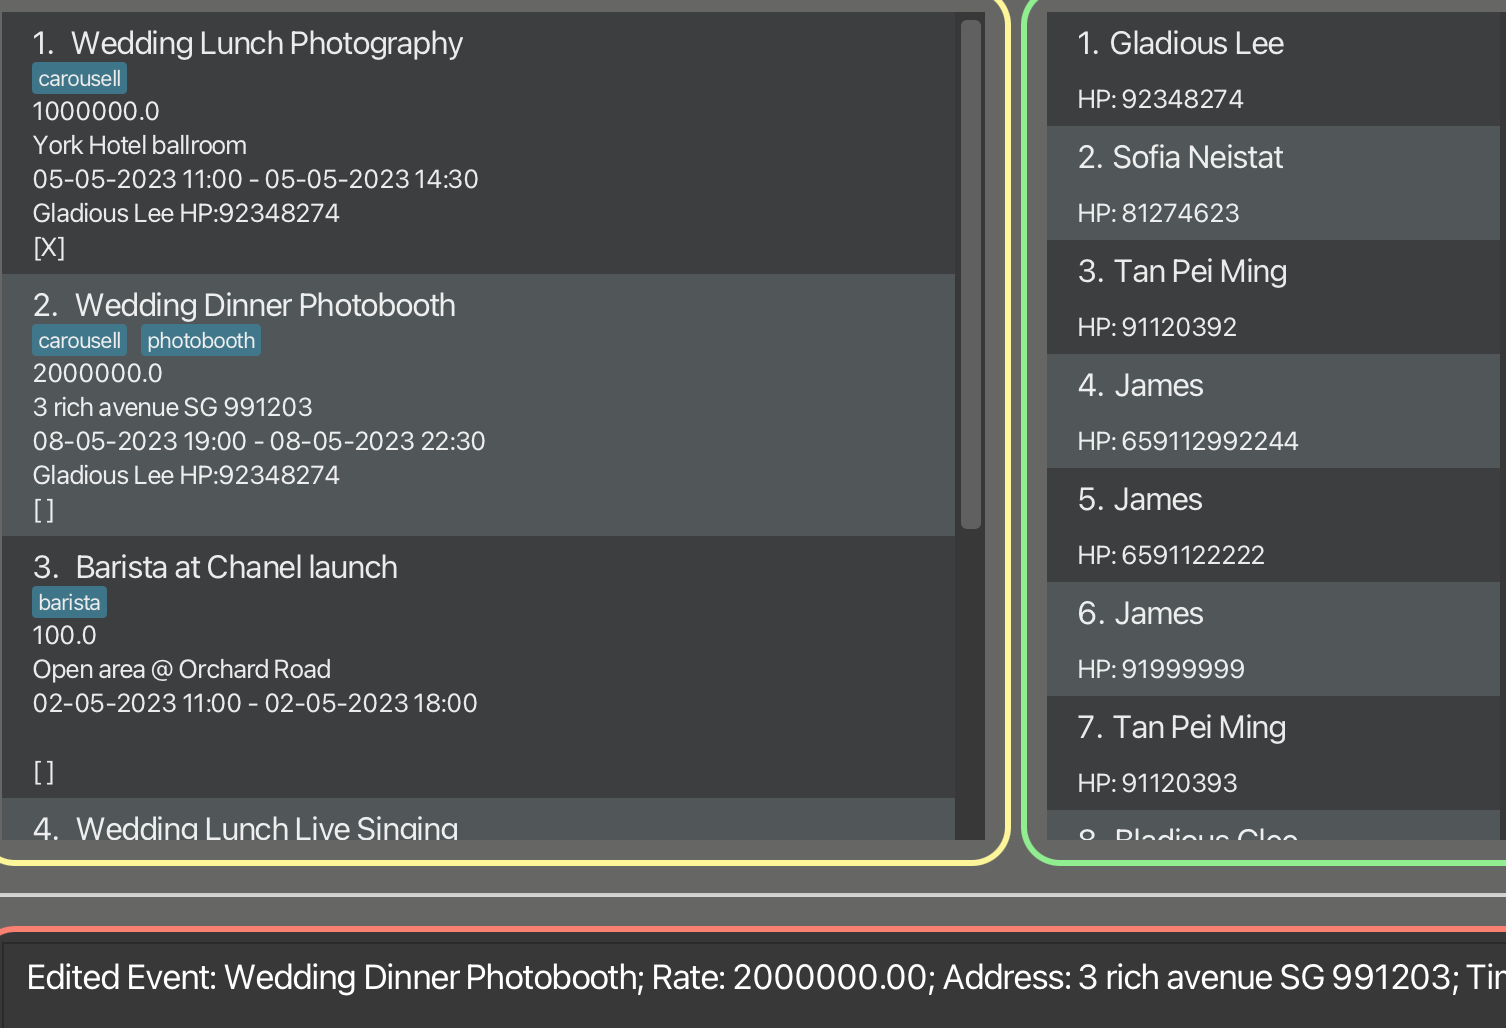 1. Wedding Lunch Photography
carousell
1000000.0
York Hotel ballroom
05-05-2023 11:00 - 05-05-2023 14:30
Gladious Lee HP:92348274
[X]
2. Wedding Dinner Photobooth
carousell photobooth
2000000.0
3 rich avenue SG 991203
08-05-2023 19:00 - 08-05-2023 22:30
Gladious Lee HP:92348274
[ ]
3. Barista at Chanel launch
barista
100.0
Open area @ Orchard Road
02-05-2023 11:00 - 02-05-2023 18:00
[ ]
4. Wedding Lunch Live Singing
1. Gladious Lee
HP: 92348274
2. Sofia Neistat
HP: 81274623
3. Tan Pei Ming
HP: 91120392
4. James
HP: 659112992244
5. James
HP: 6591122222
6. James
HP: 91999999
7. Tan Pei Ming
HP: 91120393
8. Bladious Glee
Edited Event: Wedding Dinner Photobooth; Rate: 2000000.00; Address: 3 rich avenue SG 991203;